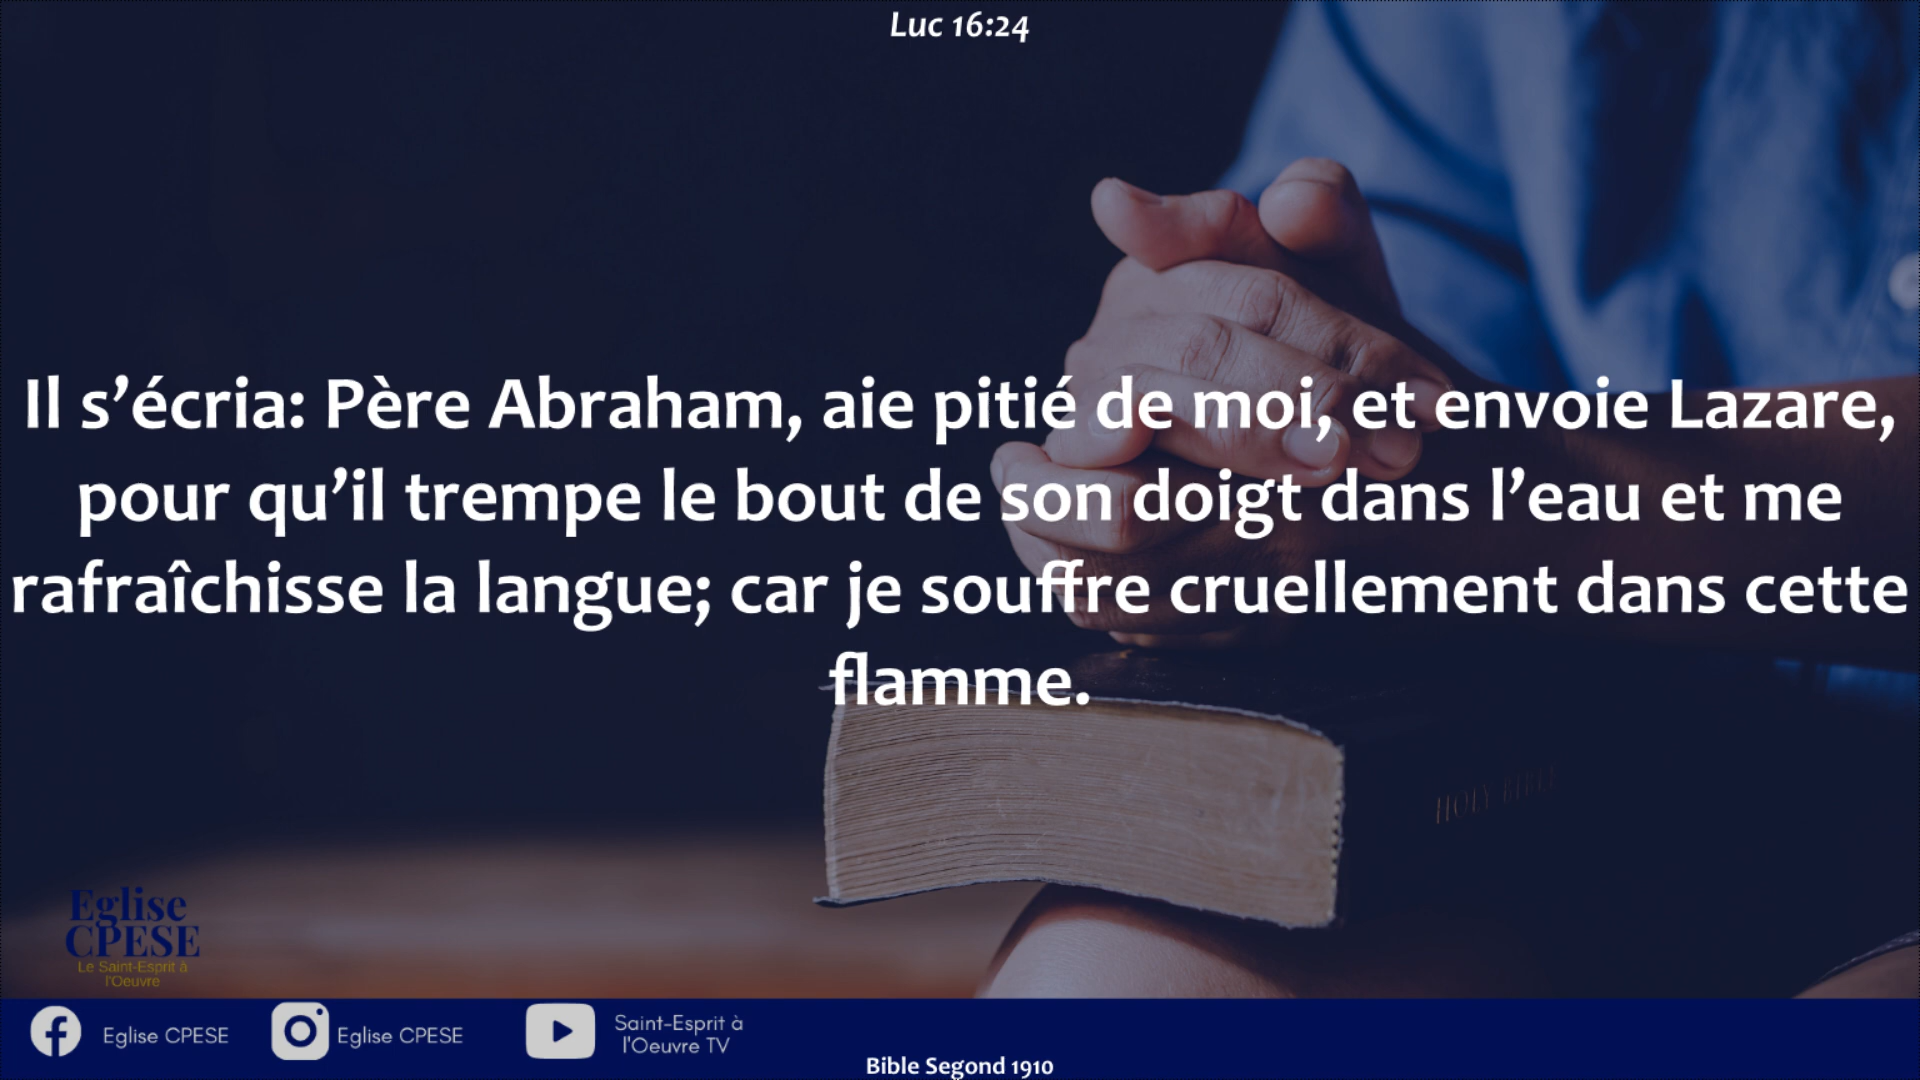 Luc 16:24
Il s’écria: Père Abraham, aie pitié de moi, et envoie Lazare,
pour qu’il trempe le bout de son doigt dans l’eau et me
rafraîchisse la langue; car je souffre cruellement dans cette
flamme.
HOLY BIBLE
Eglise
CPESE
Le Saint-Esprit à
l'Oeuvre
Eglise CPESE
Eglise CPESE
Saint-Esprit à
l'Oeuvre TV
Bible Segond 1910